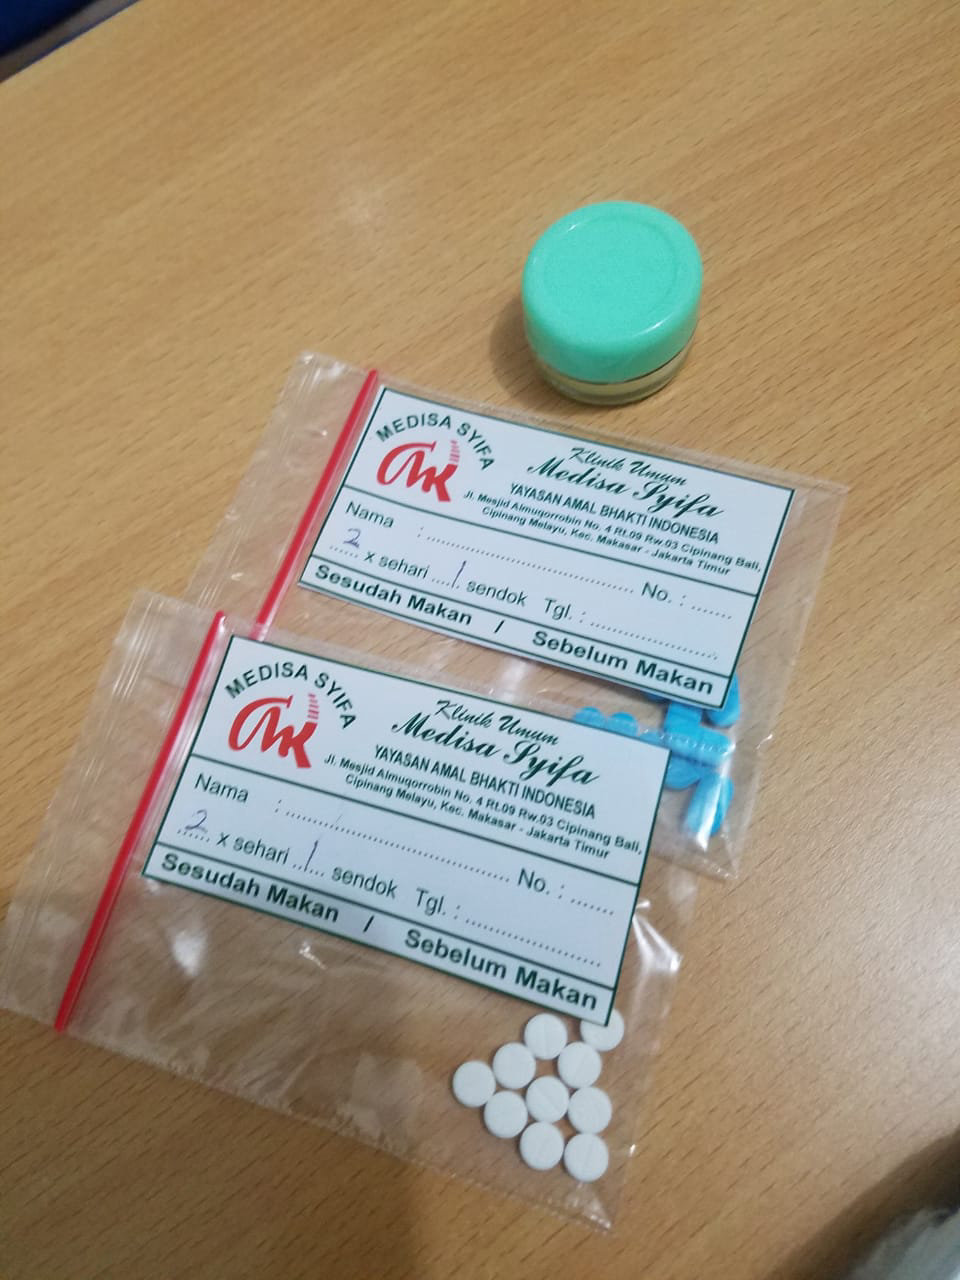 MEDISA SYIFA
Klinik Umum
Medisa Syifa
YAYASAN AMAL BHAKTI INDONESIA
Jl. Mesjid Almuqorrobin No. 4 Rt.09 Rw.03 Cipinang Bali,
Cipinang Melayu, Kec. Makasar - Jakarta Timur
Nama : .................................... No. : .......
2 x sehari 1 sendok Tgl. : .......................
Sesudah Makan / Sebelum Makan
MEDISA SYIFA
Klinik Umum
Medisa Syifa
YAYASAN AMAL BHAKTI INDONESIA
Jl. Mesjid Almuqorrobin No. 4 Rt.09 Rw.03 Cipinang Bali,
Cipinang Melayu, Kec. Makasar - Jakarta Timur
Nama : .................................... No. : .......
2 x sehari 1 sendok Tgl. : .......................
Sesudah Makan / Sebelum Makan